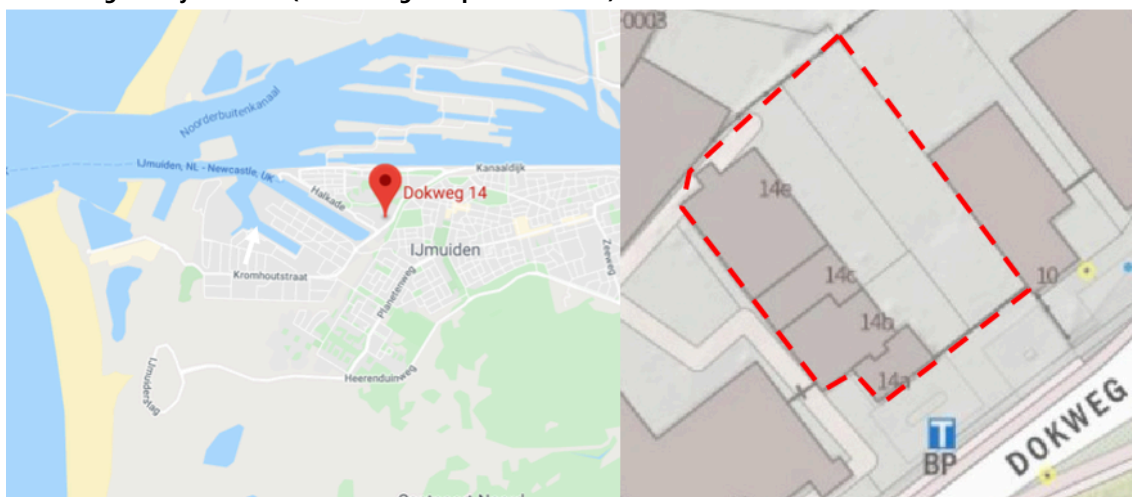 Noorderbuitenkanaal
IJmuiden, NL - Newcastle, UK
Halkade
Kanaaldijk
Dokweg 14
IJmuiden
Zeeweg
Kromhoutstraat
Planetenweg
Heerenduinweg
IJmuiderslag
0003
14e
14c
14b
14a
10
T
BP
DOKWEG